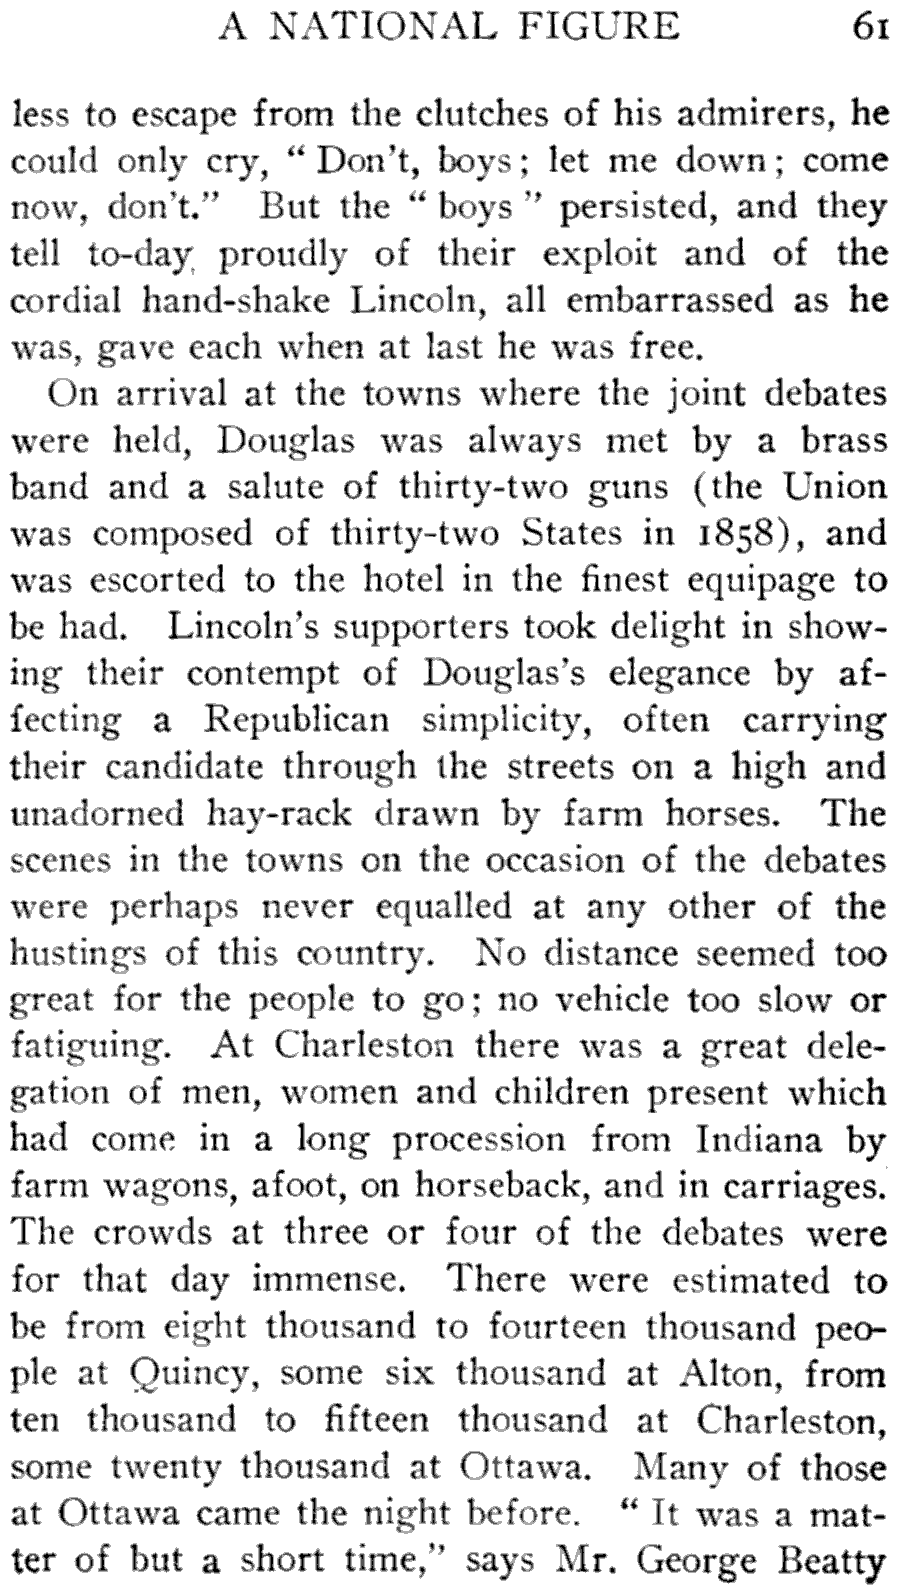 A NATIONAL FIGURE 61
less to escape from the clutches of his admirers, he
could only cry, “ Don't, boys; let me down; come
now, don't.” But the “ boys ” persisted, and they
tell to-day, proudly of their exploit and of the
cordial hand-shake Lincoln, all embarrassed as he
was, gave each when at last he was free.
On arrival at the towns where the joint debates
were held, Douglas was always met by a brass
band and a salute of thirty-two guns (the Union
was composed of thirty-two States in 1858), and
was escorted to the hotel in the finest equipage to
be had. Lincoln's supporters took delight in show-
ing their contempt of Douglas's elegance by af-
fecting a Republican simplicity, often carrying
their candidate through the streets on a high and
unadorned hay-rack drawn by farm horses. The
scenes in the towns on the occasion of the debates
were perhaps never equalled at any other of the
hustings of this country. No distance seemed too
great for the people to go; no vehicle too slow or
fatiguing. At Charleston there was a great dele-
gation of men, women and children present which
had come in a long procession from Indiana by
farm wagons, afoot, on horseback, and in carriages.
The crowds at three or four of the debates were
for that day immense. There were estimated to
be from eight thousand to fourteen thousand peo-
ple at Quincy, some six thousand at Alton, from
ten thousand to fifteen thousand at Charleston,
some twenty thousand at Ottawa. Many of those
at Ottawa came the night before. “ It was a mat-
ter of but a short time,” says Mr. George Beatty